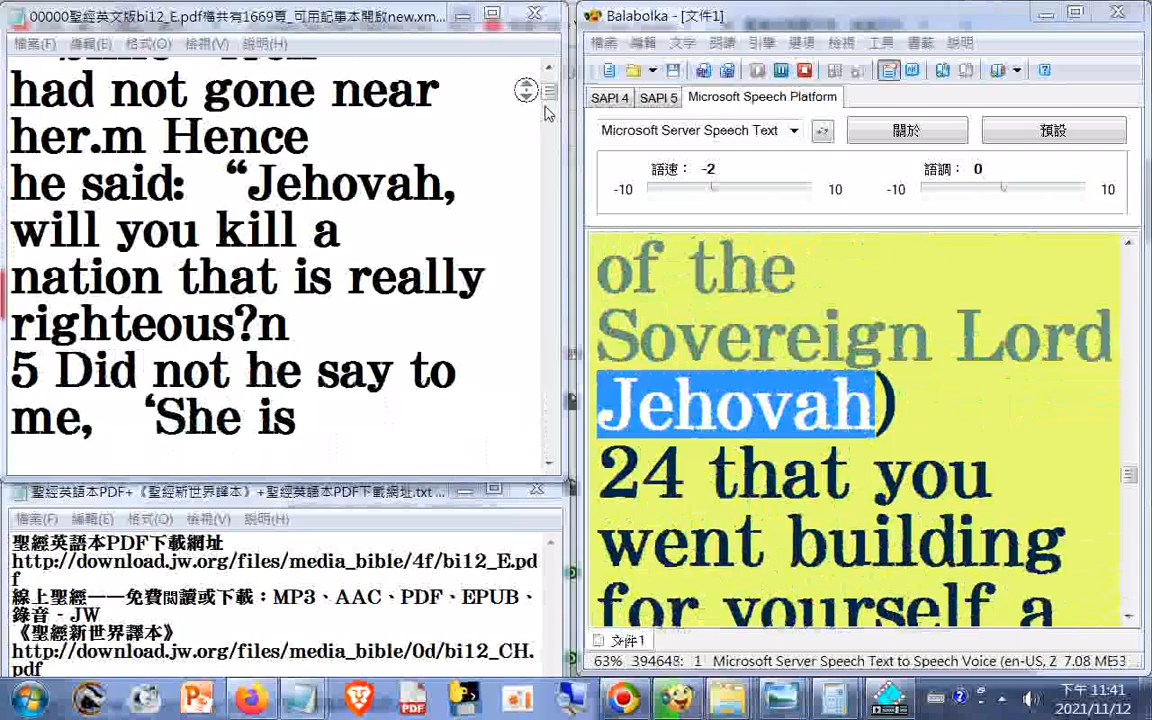 00000聖經英文版bi12_E.pdf檔共有1669頁_可用記事本開啟new.xm...
檔案(F) 編輯(E) 格式(O) 檢視(V) 說明(H)
had not gone near
her.m Hence
he said: “Jehovah,
will you kill a
nation that is really
righteous?n
5 Did not he say to
me, ‘She is
聖經英語本PDF+《聖經新世界譯本》+聖經英語本PDF下載網址.txt ...
檔案(F) 編輯(E) 格式(O) 檢視(V) 說明(H)
聖經英語本PDF下載網址
http://download.jw.org/files/media_bible/4f/bi12_E.pd
f
線上聖經——免費閱讀或下載：MP3、AAC、PDF、EPUB、
錄音 - JW
《聖經新世界譯本》
http://download.jw.org/files/media_bible/0d/bi12_CH.
pdf
Balabolka - [文件1]
檔案 編輯 文字 朗讀 引擎 選項 檢視 工具 書籤 說明
SAPI 4 SAPI 5 Microsoft Speech Platform
Microsoft Server Speech Text 關於 預設
語速： -2 語調： 0
-10 10 -10 10
of the
Sovereign Lord
Jehovah)
24 that you
went building
for yourself a
文件1
63% 394648: 1 Microsoft Server Speech Text to Speech Voice (en-US, Z 7.08 ME53
PDF
下午 11:41
2021/11/12